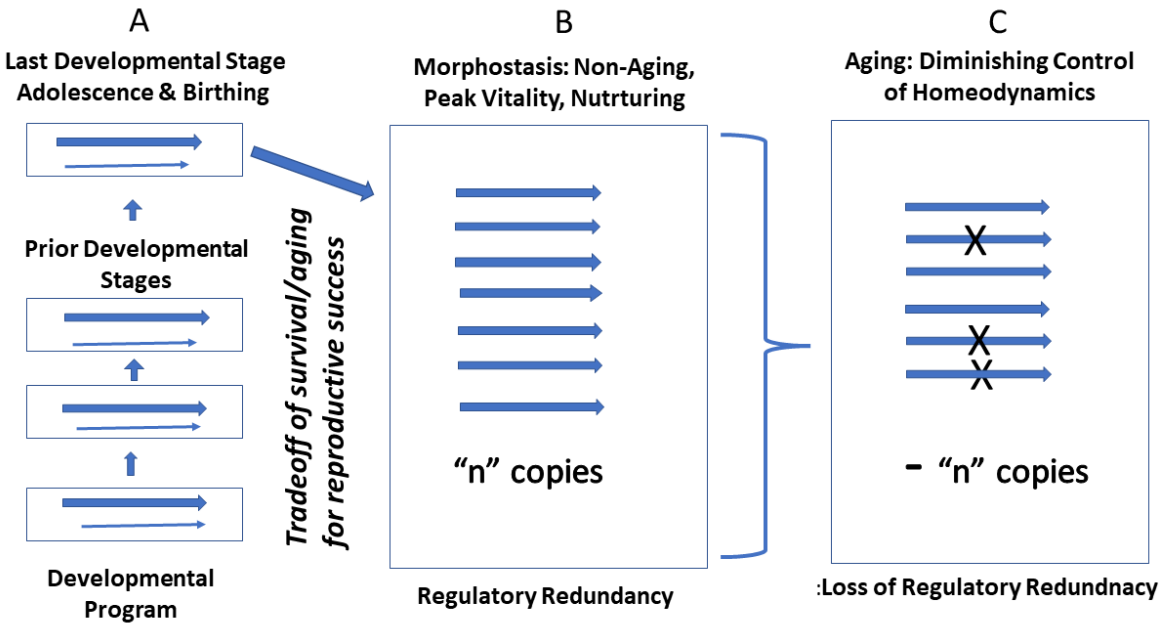 A
Last Developmental Stage
Adolescence & Birthing
Prior Developmental
Stages
Developmental
Program
Tradeoff of survival/aging
for reproductive success
B
Morphostasis: Non-Aging,
Peak Vitality, Nutrturing
“n” copies
Regulatory Redundancy
C
Aging: Diminishing Control
of Homeodynamics
X
X
X
- “n” copies
:Loss of Regulatory Redundnacy